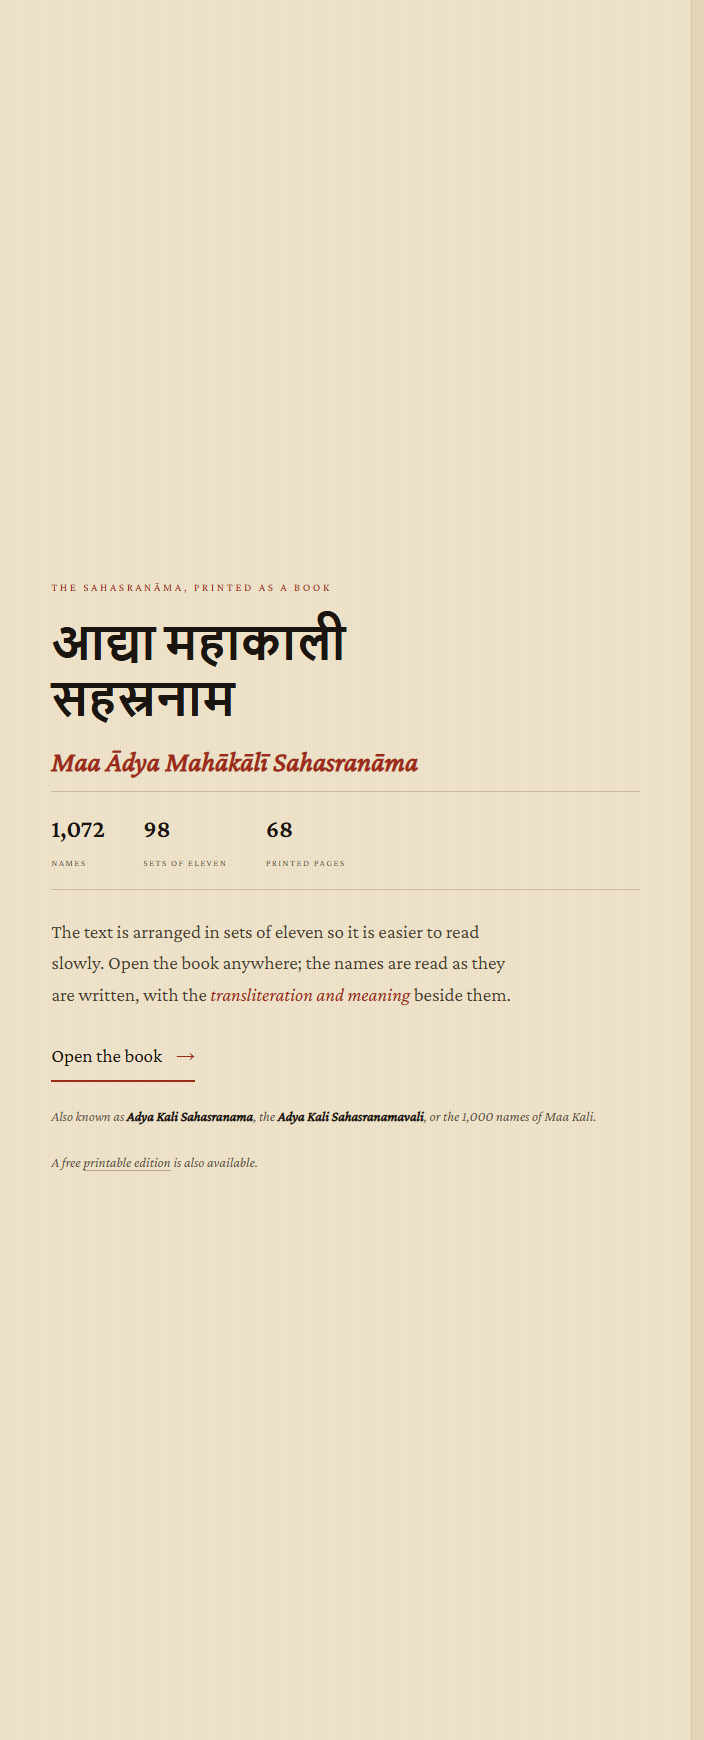 THE SAHASRANĀMA, PRINTED AS A BOOK
आद्या महाकाली
सहस्रनाम
Maa Ādya Mahākālī Sahasranāma
1,072 98 68
NAMES SETS OF ELEVEN PRINTED PAGES
The text is arranged in sets of eleven so it is easier to read
slowly. Open the book anywhere; the names are read as they
are written, with the transliteration and meaning beside them.
Open the book →
Also known as Adya Kali Sahasranama, the Adya Kali Sahasranamavali, or the 1,000 names of Maa Kali.
A free printable edition is also available.